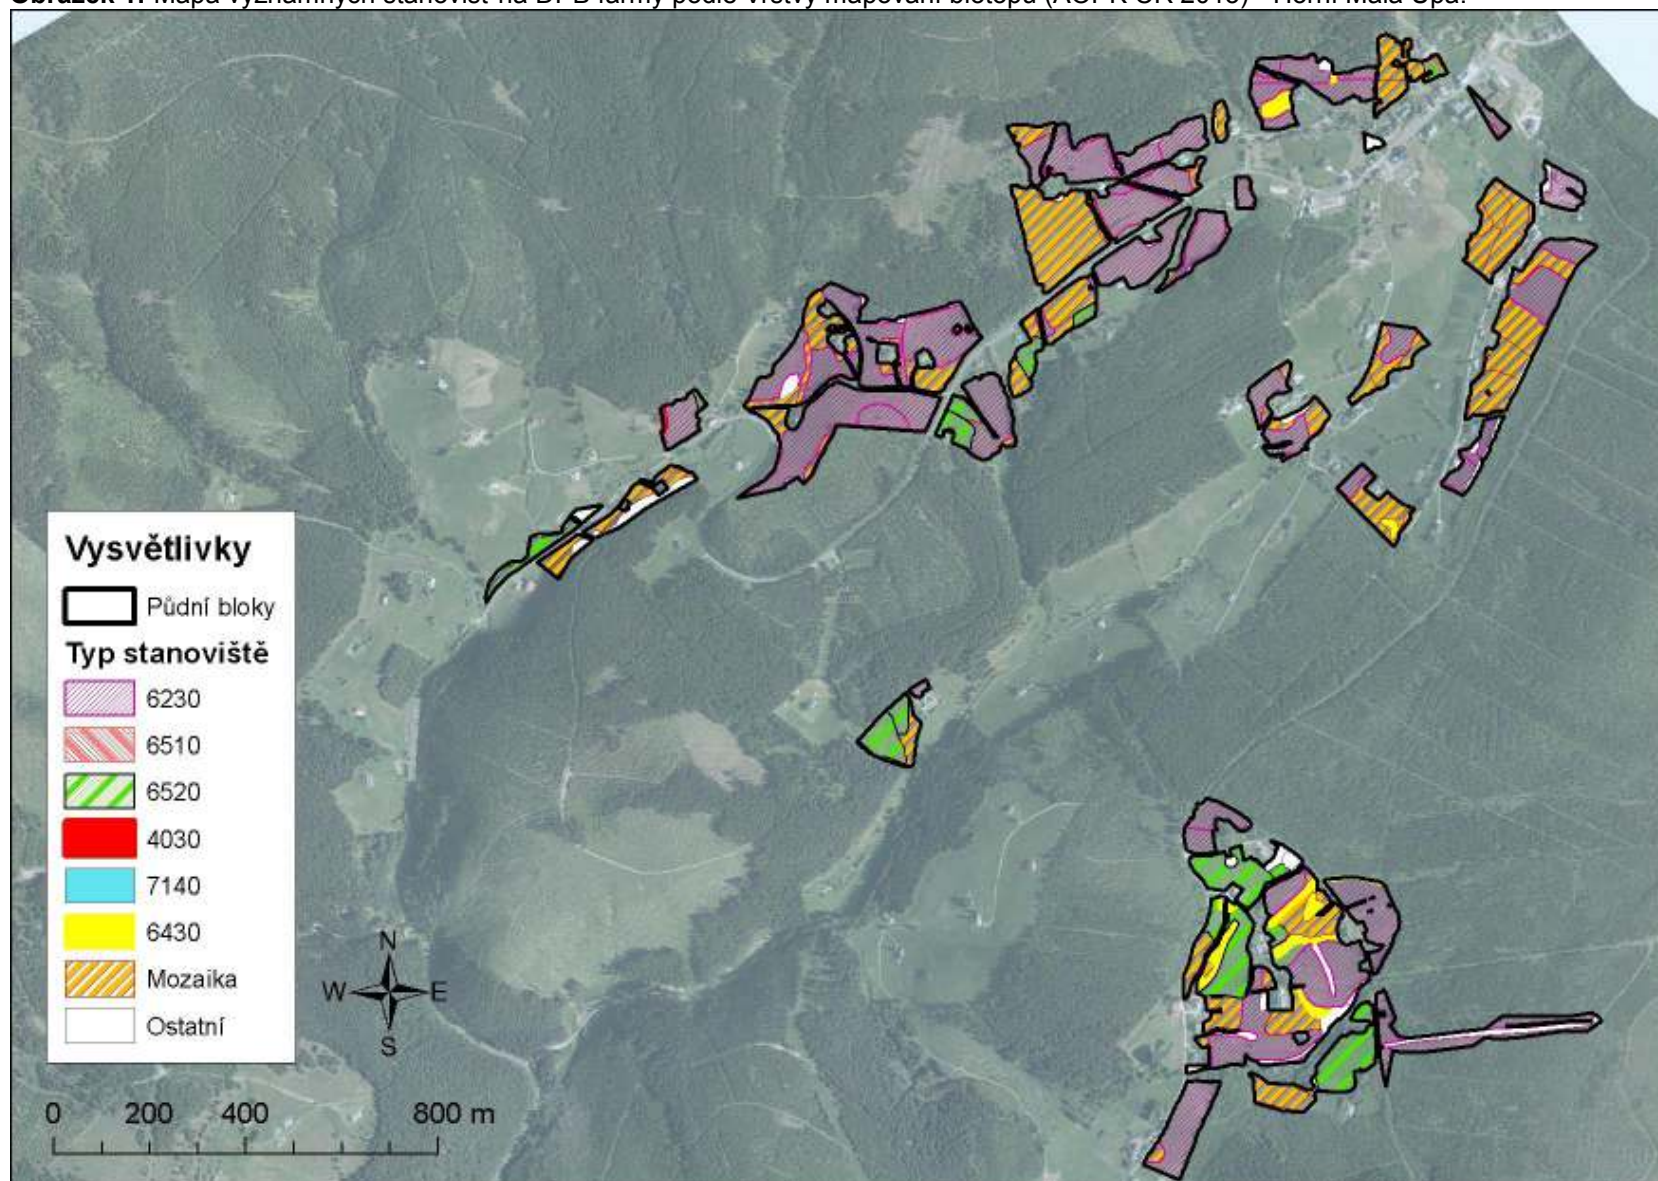 Vysvětlivky
Půdní bloky
Typ stanoviště
6230
6510
6520
4030
7140
6430
Mozaika
Ostatní
N
W E
S
0 200 400 800 m